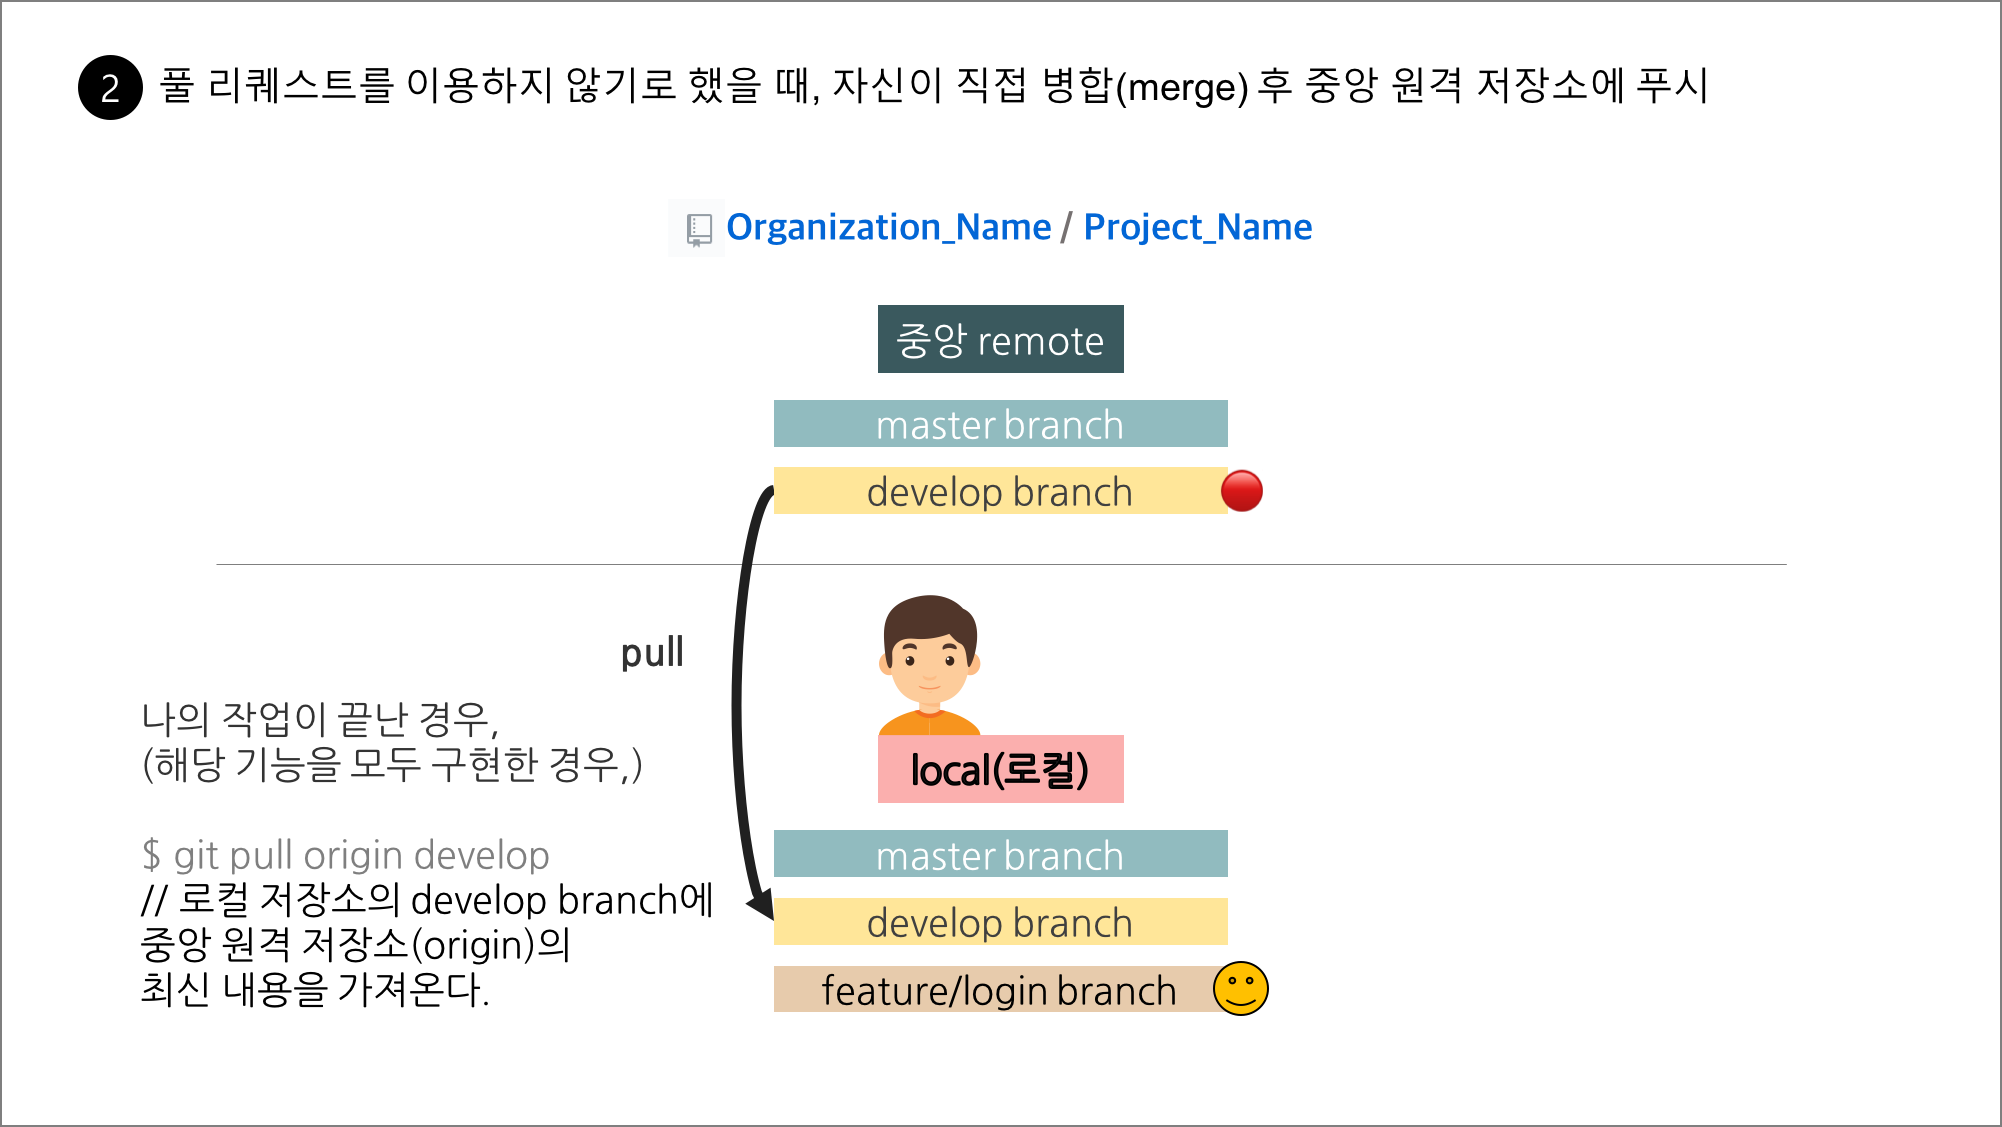 2 풀 리퀘스트를 이용하지 않기로 했을 때, 자신이 직접 병합(merge) 후 중앙 원격 저장소에 푸시
Organization_Name / Project_Name
중앙 remote
master branch
develop branch
pull
나의 작업이 끝난 경우,
(해당 기능을 모두 구현한 경우,)
$ git pull origin develop
// 로컬 저장소의 develop branch에
중앙 원격 저장소(origin)의
최신 내용을 가져온다.
local(로컬)
master branch
develop branch
feature/login branch